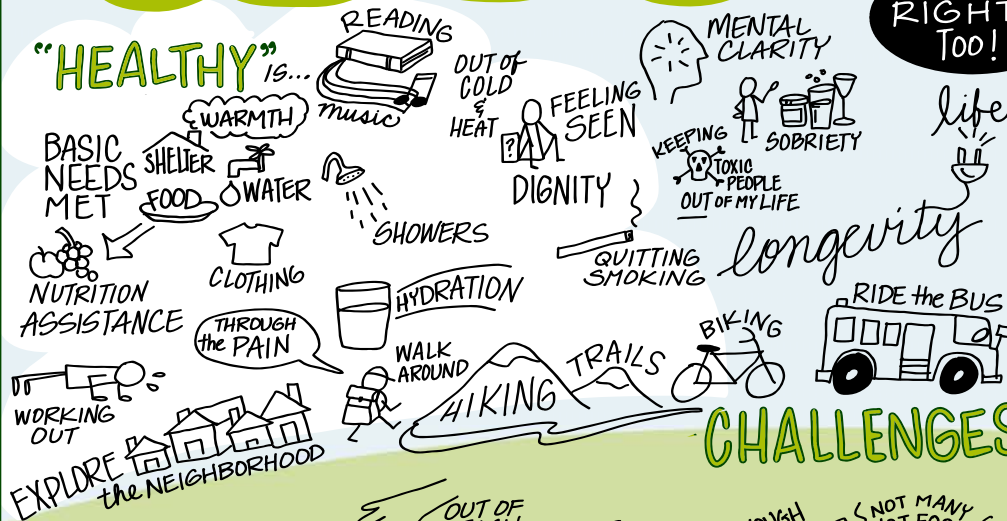 "HEALTHY" IS...
READING
music
OUT OF
COLD
&
HEAT
FEELING
SEEN
?
DIGNITY
MENTAL
CLARITY
SOBRIETY
KEEPING
TOXIC
PEOPLE
OUT OF MY LIFE
RIGHT
TOO!
life
longevity
WARMTH
BASIC
NEEDS
MET
SHELTER
FOOD
WATER
SHOWERS
CLOTHING
NUTRITION
ASSISTANCE
QUITTING
SMOKING
HYDRATION
THROUGH
the PAIN
WALK
AROUND
HIKING
TRAILS
BIKING
RIDE the BUS
WORKING
OUT
EXPLORE
the NEIGHBORHOOD
CHALLENGES
OUT OF
NOT MANY